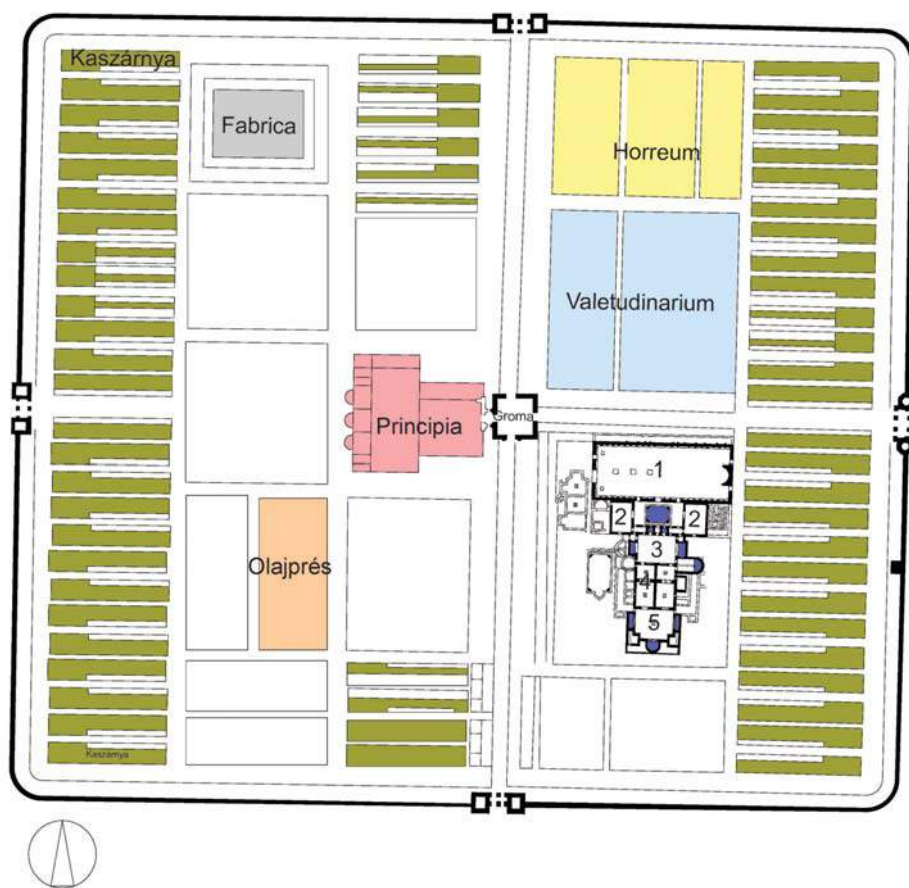 Kaszárnya
Fabrica
Horreum
Valetudinarium
Principia
Groma
1
2
2
3
4
5
Olajprés
Kaszárnya